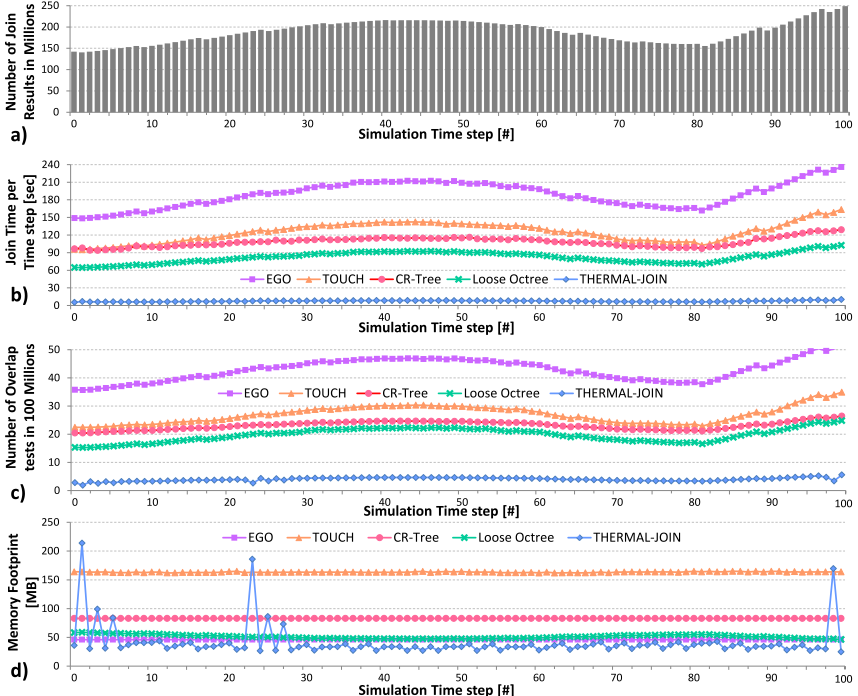 Number of Join
Results in Millions
250
200
150
100
50
0
0 10 20 30 40 50 60 70 80 90 100
Simulation Time step [#]
a)
Join Time per
Time step [sec]
240
210
180
150
120
90
60
30
0
EGO TOUCH CR-Tree Loose Octree THERMAL-JOIN
0 10 20 30 40 50 60 70 80 90 100
Simulation Time step [#]
b)
Number of Overlap
tests in 100 Millions
50
40
30
20
10
0
EGO TOUCH CR-Tree Loose Octree THERMAL-JOIN
0 10 20 30 40 50 60 70 80 90 100
Simulation Time step [#]
c)
Memory Footprint
[MB]
250
200
150
100
50
0
EGO TOUCH CR-Tree Loose Octree THERMAL-JOIN
0 10 20 30 40 50 60 70 80 90 100
Simulation Time step [#]
d)